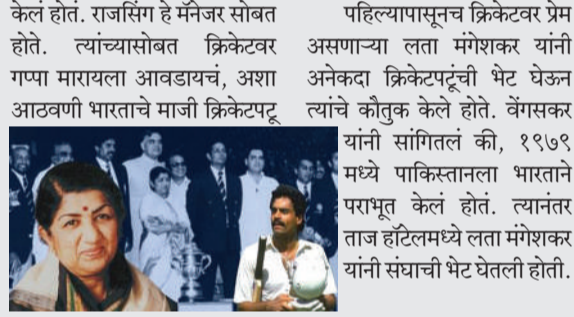 केलं होतं. राजसिंग हे मॅनेजर सोबत
होते. त्यांच्यासोबत क्रिकेटवर
गप्पा मारायला आवडायचं, अशा
आठवणी भारताचे माजी क्रिकेटपटू
पहिल्यापासूनच क्रिकेटवर प्रेम
असणाऱ्या लता मंगेशकर यांनी
अनेकदा क्रिकेटपटूंची भेट घेऊन
त्यांचे कौतुक केले होते. वेंगसकर
यांनी सांगितलं की, १९७९
मध्ये पाकिस्तानला भारताने
पराभूत केलं होतं. त्यानंतर
ताज हॉटेलमध्ये लता मंगेशकर
यांनी संघाची भेट घेतली होती.